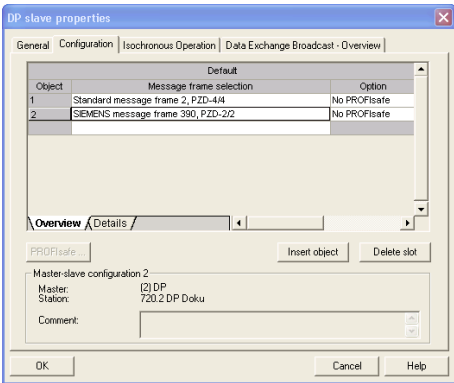 DP slave properties
General Configuration Isochronous Operation Data Exchange Broadcast - Overview
Default
Object Message frame selection Option
1 Standard message frame 2, PZD-4/4 No PROFIsafe
2 SIEMENS message frame 390, PZD-2/2 No PROFIsafe
Overview Details
PROFIsafe ... Insert object Delete slot
Master-slave configuration 2
Master: (2) DP
Station: 720.2 DP Doku
Comment:
OK Cancel Help